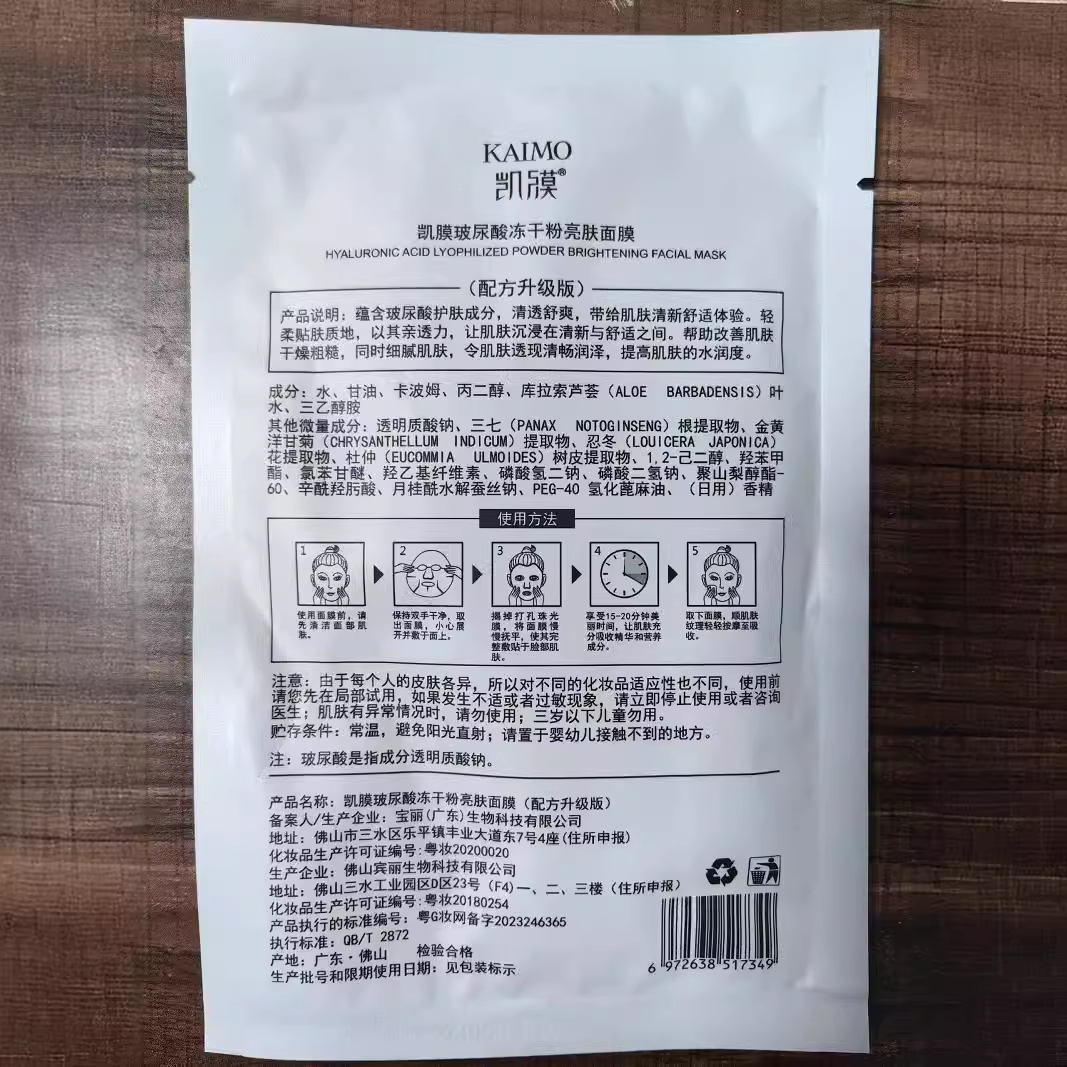 KAIMO
凯膜®
凯膜玻尿酸冻干粉亮肤面膜
HYALURONIC ACID LYOPHILIZED POWDER BRIGHTENING FACIAL MASK
（配方升级版）
产品说明：蕴含玻尿酸护肤成分，清透舒爽，带给肌肤清新舒适体验。轻
柔贴肤质地，以其亲透力，让肌肤沉浸在清新与舒适之间。帮助改善肌肤
干燥粗糙，同时细腻肌肤，令肌肤透现清畅润泽，提高肌肤的水润度。
成分：水、甘油、卡波姆、丙二醇、库拉索芦荟（ALOE BARBADENSIS）叶
水、三乙醇胺
其他微量成分：透明质酸钠、三七（PANAX NOTOGINSENG）根提取物、金黄
洋甘菊（CHRYSANTHELLUM INDICUM）提取物、忍冬（LOUICERA JAPONICA）
花提取物、杜仲（EUCOMMIA ULMOIDES）树皮提取物、1,2-己二醇、羟苯甲
酯、氯苯甘醚、羟乙基纤维素、磷酸氢二钠、磷酸二氢钠、聚山梨醇酯-
60、辛酰羟肟酸、月桂酰水解蚕丝钠、PEG-40 氢化蓖麻油、（日用）香精
使用方法
1
2
3
4
5
使用面膜前，请
先清洁面部肌
肤。
保持双手干净，取
出面膜，小心展
开并敷于面上。
揭掉打孔珠光
膜，将面膜慢
慢抚平，使其完
整敷贴于脸部肌
肤。
享受15-20分钟美
丽时间，让肌肤充
分吸收精华和营养
成分。
取下面膜，顺肌肤
纹理轻轻按摩至吸
收。
注意：由于每个人的皮肤各异，所以对不同的化妆品适应性也不同，使用前
请您先在局部试用，如果发生不适或者过敏现象，请立即停止使用或者咨询
医生；肌肤有异常情况时，请勿使用；三岁以下儿童勿用。
贮存条件：常温，避免阳光直射；请置于婴幼儿接触不到的地方。
注：玻尿酸是指成分透明质酸钠。
产品名称：凯膜玻尿酸冻干粉亮肤面膜（配方升级版）
备案人/生产企业：宝丽(广东)生物科技有限公司
地址：佛山市三水区乐平镇丰业大道东7号4座(住所申报)
化妆品生产许可证编号:粤妆20200020
生产企业：佛山宾丽生物科技有限公司
地址：佛山三水工业园区D区23号（F4)一、二、三楼（住所申报）
化妆品生产许可证编号:粤妆20180254
产品执行的标准编号：粤G妆网备字2023246365
执行标准：QB/T 2872
产地：广东·佛山 检验合格
生产批号和限期使用日期：见包装标示
6 972638 517349